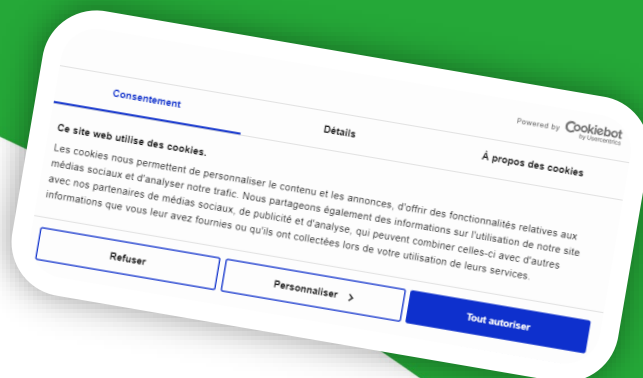 Powered by Cookiebot
by Usercentrics
Consentement
Détails
À propos des cookies
Ce site web utilise des cookies.
Les cookies nous permettent de personnaliser le contenu et les annonces, d'offrir des fonctionnalités relatives aux
médias sociaux et d'analyser notre trafic. Nous partageons également des informations sur l'utilisation de notre site
avec nos partenaires de médias sociaux, de publicité et d'analyse, qui peuvent combiner celles-ci avec d'autres
informations que vous leur avez fournies ou qu'ils ont collectées lors de votre utilisation de leurs services.
Refuser
Personnaliser
Tout autoriser